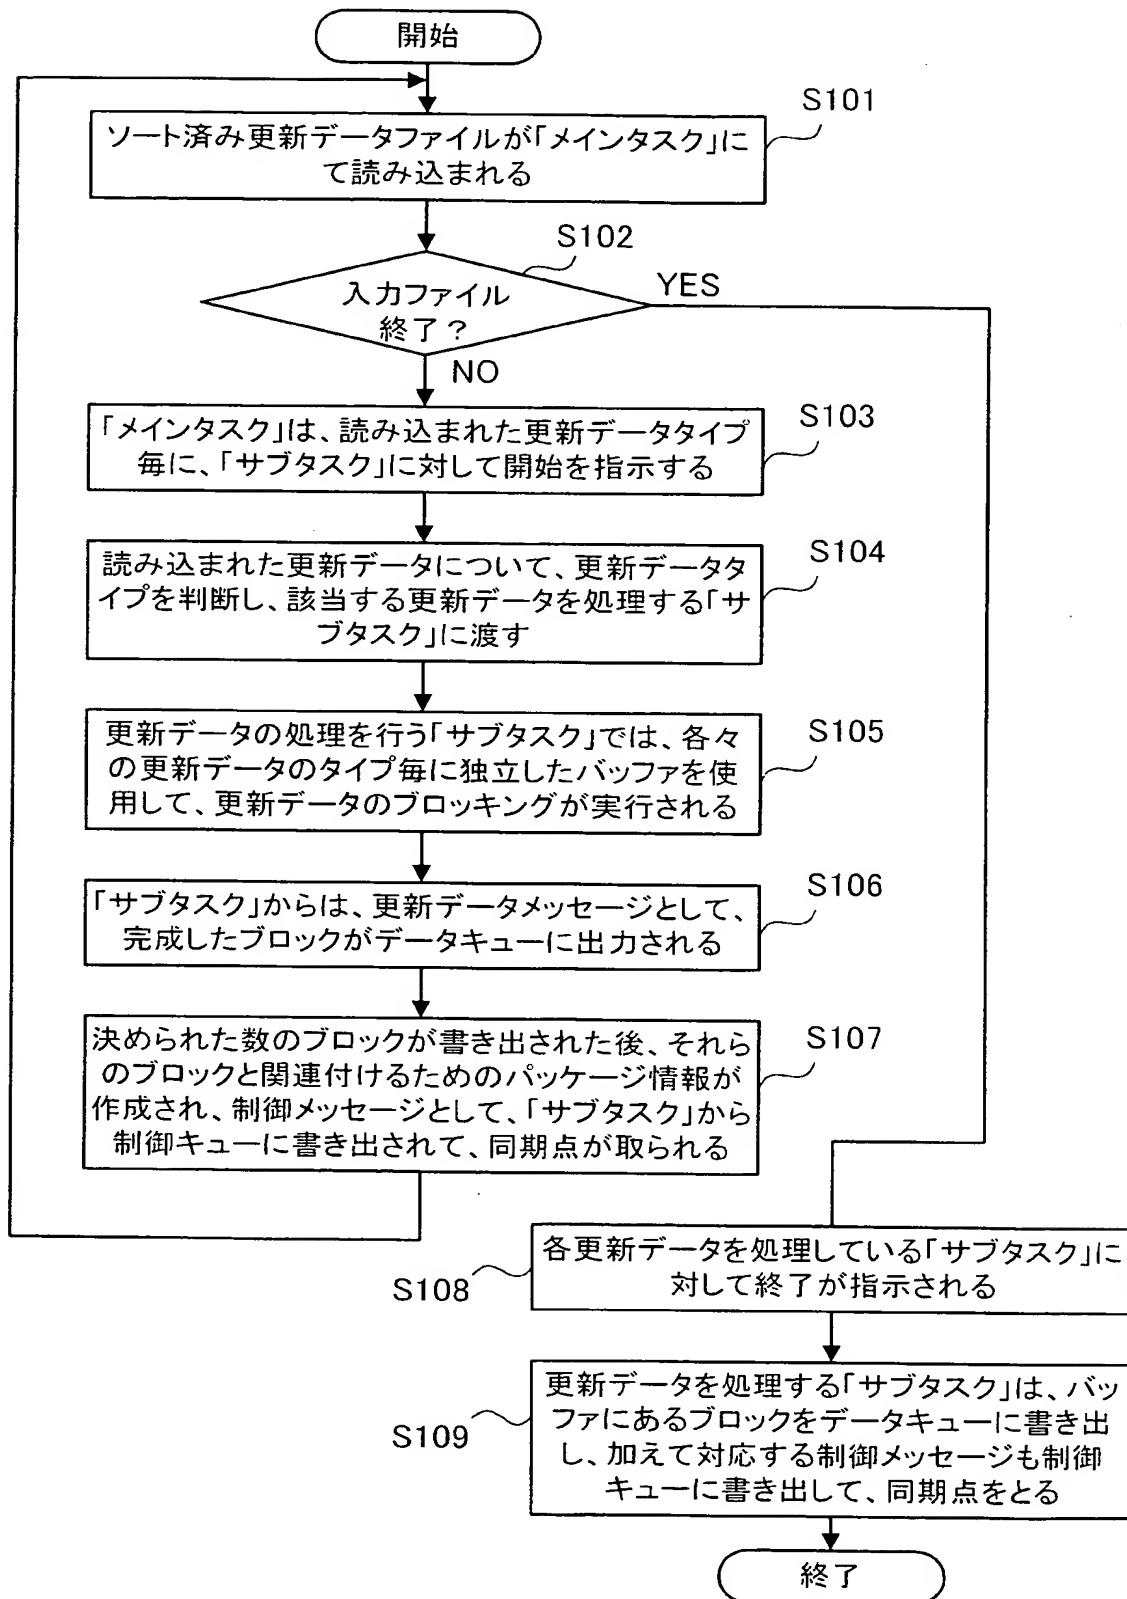 開始
S101
ソート済み更新データファイルが「メインタスク」に
て読み込まれる
S102
入力ファイル
終了?
YES
NO
S103
「メインタスク」は、読み込まれた更新データタイプ
毎に、「サブタスク」に対して開始を指示する
S104
読み込まれた更新データについて、更新データタ
イプを判断し、該当する更新データを処理する「サ
ブタスク」に渡す
S105
更新データの処理を行う「サブタスク」では、各々
の更新データのタイプ毎に独立したバッファを使
用して、更新データのブロッキングが実行される
S106
「サブタスク」からは、更新データメッセージとして、
完成したブロックがデータキューに出力される
S107
決められた数のブロックが書き出された後、それら
のブロックと関連付けるためのパッケージ情報が
作成され、制御メッセージとして、「サブタスク」から
制御キューに書き出されて、同期点が取られる
S108
各更新データを処理している「サブタスク」に
対して終了が指示される
S109
更新データを処理する「サブタスク」は、バッ
ファにあるブロックをデータキューに書き出
し、加えて対応する制御メッセージも制御
キューに書き出して、同期点をとる
終了